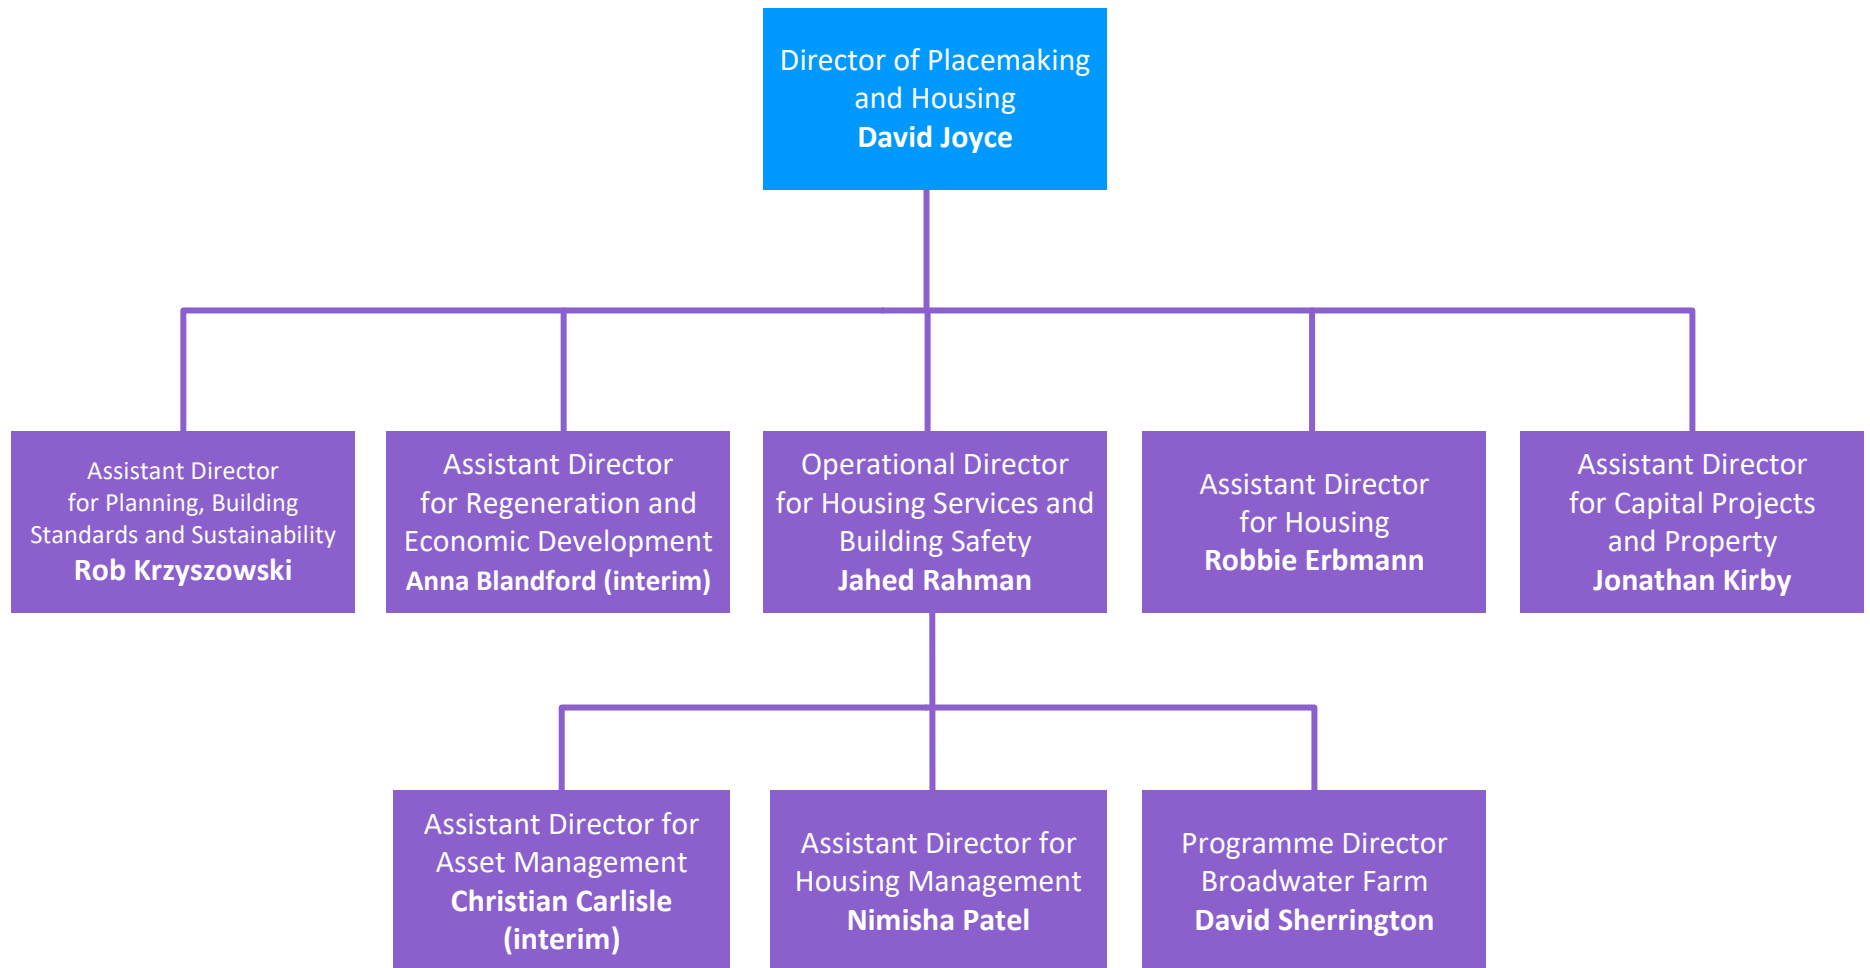 Director of Placemaking
and Housing
David Joyce
Assistant Director
for Planning, Building
Standards and Sustainability
Rob Krzyszowski
Assistant Director
for Regeneration and
Economic Development
Anna Blandford (interim)
Operational Director
for Housing Services and
Building Safety
Jahed Rahman
Assistant Director
for Housing
Robbie Erbmann
Assistant Director
for Capital Projects
and Property
Jonathan Kirby
Assistant Director for
Asset Management
Christian Carlisle
(interim)
Assistant Director for
Housing Management
Nimisha Patel
Programme Director
Broadwater Farm
David Sherrington